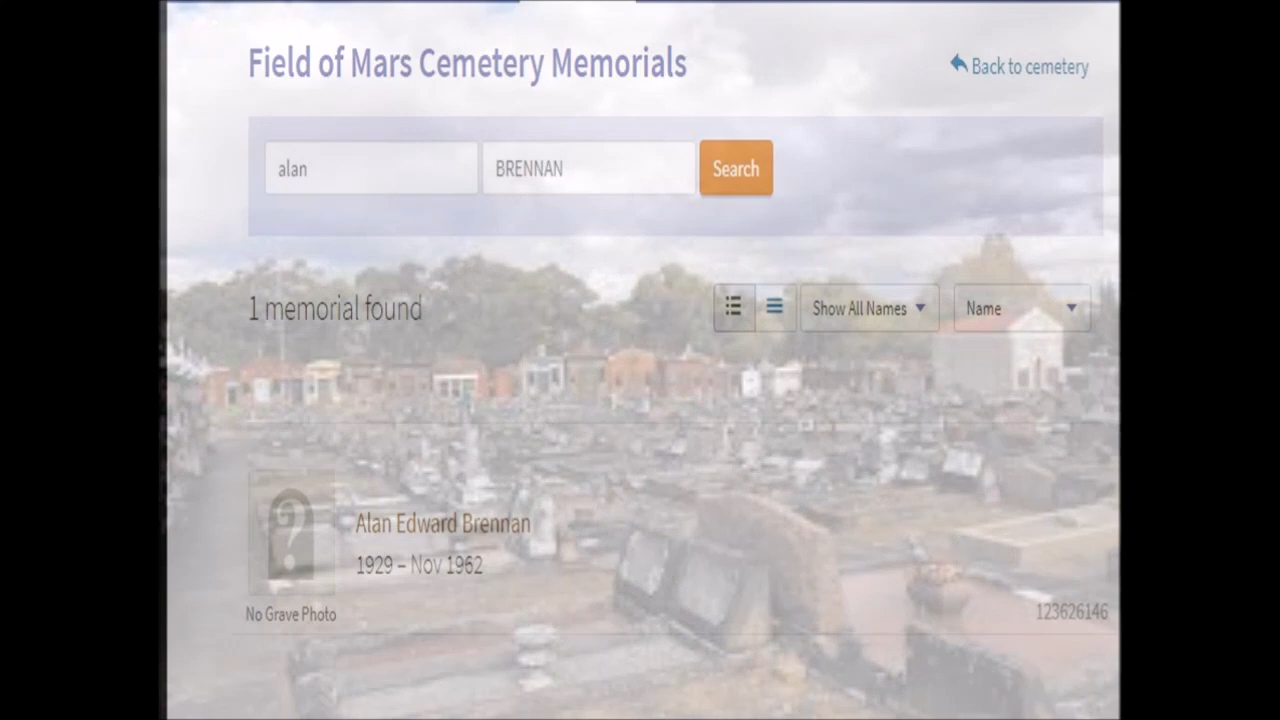 Field of Mars Cemetery Memorials
Back to cemetery
alan
BRENNAN
Search
1 memorial found
Show All Names
Name
Alan Edward Brennan
1929 – Nov 1962
No Grave Photo
123626146